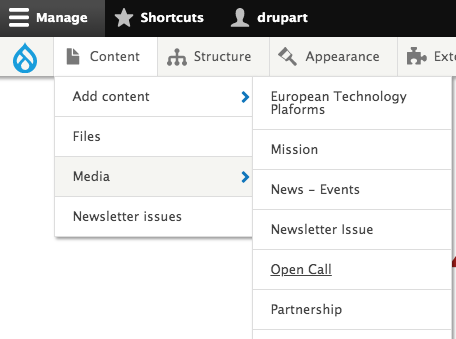 Manage Shortcuts drupart
Content Structure Appearance Exte
Add content
Files
Media
Newsletter issues
European Technology
Plaforms
Mission
News – Events
Newsletter Issue
Open Call
Partnership